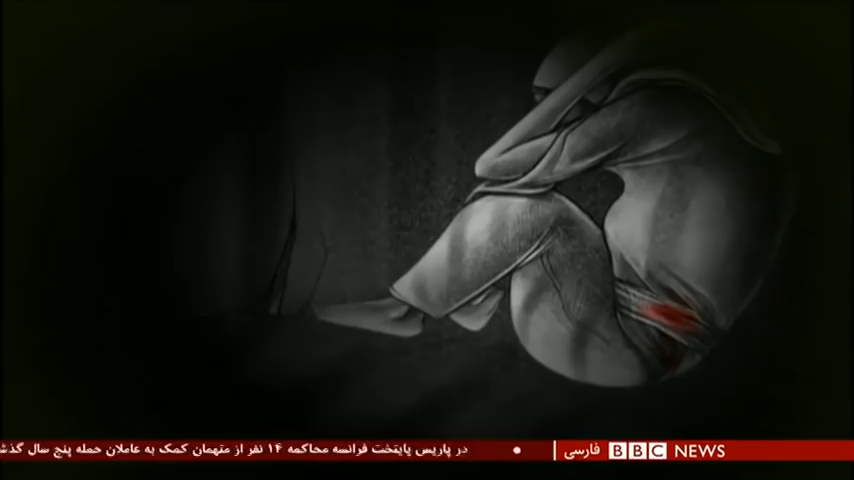 در پاریس پایتخت فرانسه محاکمه ۱۴ نفر از متهمان کمک به عاملان حمله پنج سال
فارسی BBC NEWS